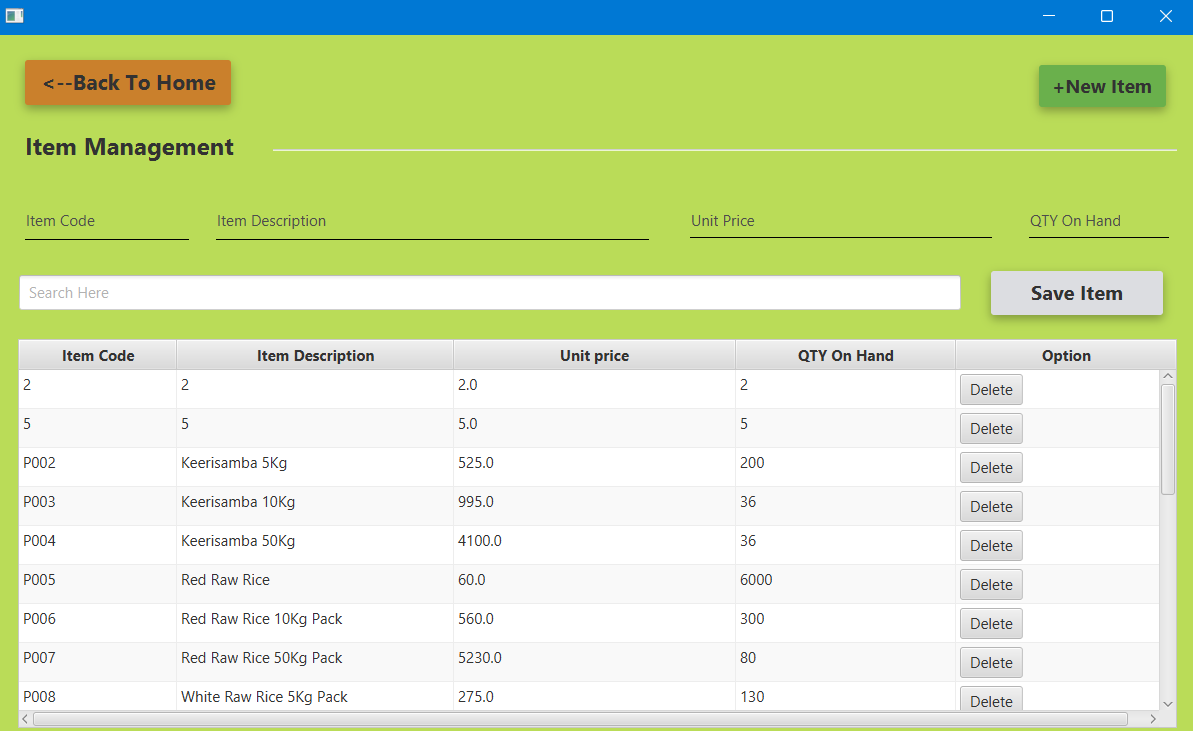 <--Back To Home
+New Item
Item Management
Item Code Item Description Unit Price QTY On Hand
Search Here
Save Item
Item Code Item Description Unit price QTY On Hand Option
2 2 2.0 2 Delete
5 5 5.0 5 Delete
P002 Keerisamba 5Kg 525.0 200 Delete
P003 Keerisamba 10Kg 995.0 36 Delete
P004 Keerisamba 50Kg 4100.0 36 Delete
P005 Red Raw Rice 60.0 6000 Delete
P006 Red Raw Rice 10Kg Pack 560.0 300 Delete
P007 Red Raw Rice 50Kg Pack 5230.0 80 Delete
P008 White Raw Rice 5Kg Pack 275.0 130 Delete